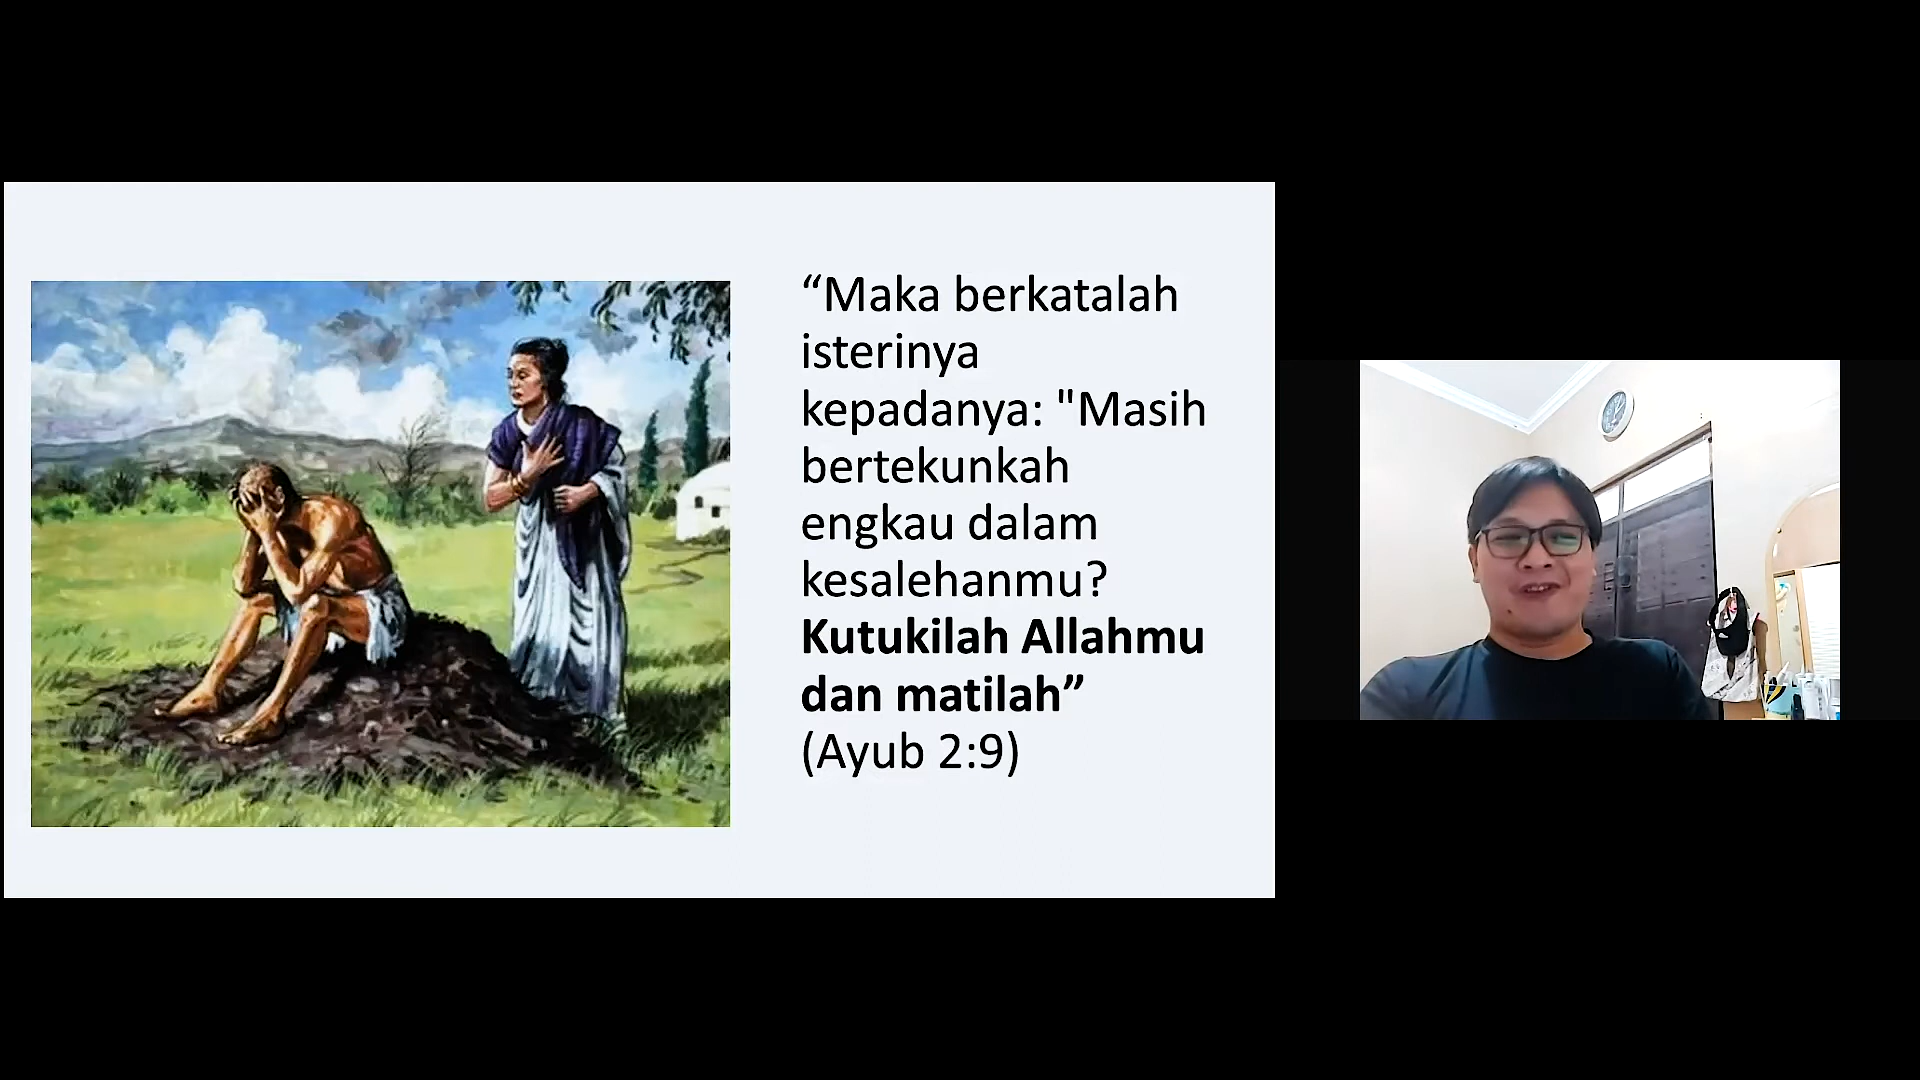 “Maka berkatalah
isterinya
kepadanya: "Masih
bertekunkah
engkau dalam
kesalehanmu?
Kutukilah Allahmu
dan matilah”
(Ayub 2:9)